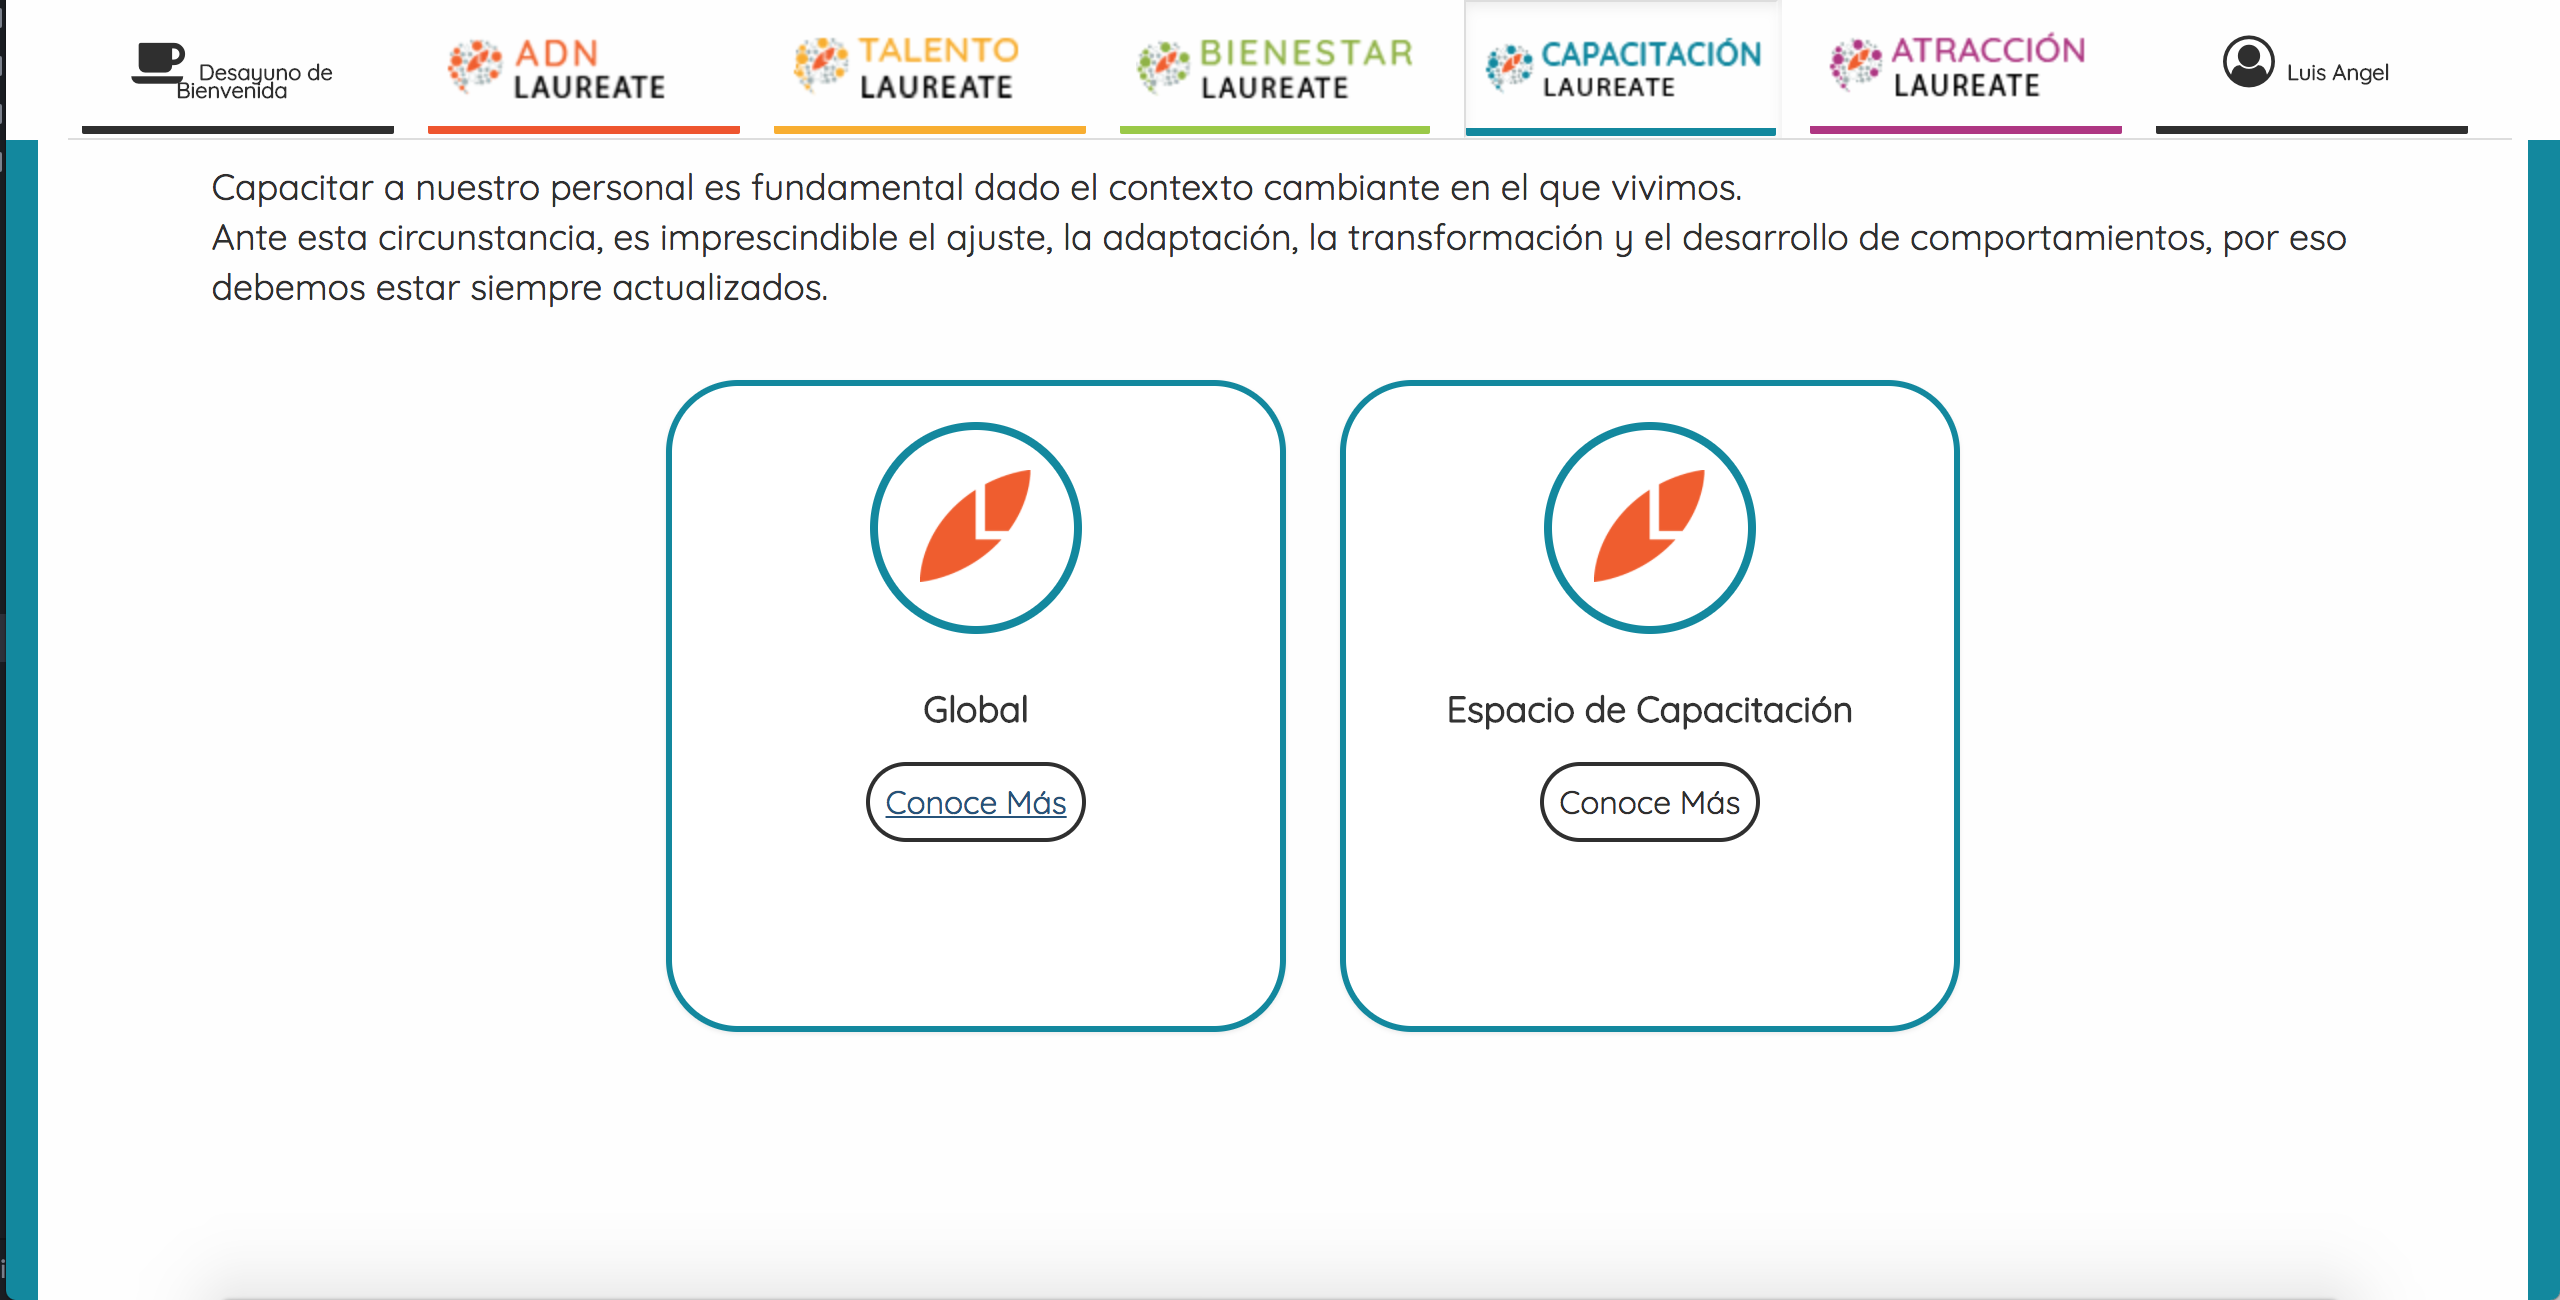 Desayuno de
Bienvenida
ADN
LAUREATE
TALENTO
LAUREATE
BIENESTAR
LAUREATE
CAPACITACIÓN
LAUREATE
ATRACCIÓN
LAUREATE
Luis Angel
Capacitar a nuestro personal es fundamental dado el contexto cambiante en el que vivimos.
Ante esta circunstancia, es imprescindible el ajuste, la adaptación, la transformación y el desarrollo de comportamientos, por eso
debemos estar siempre actualizados.
Global
Conoce Más
Espacio de Capacitación
Conoce Más